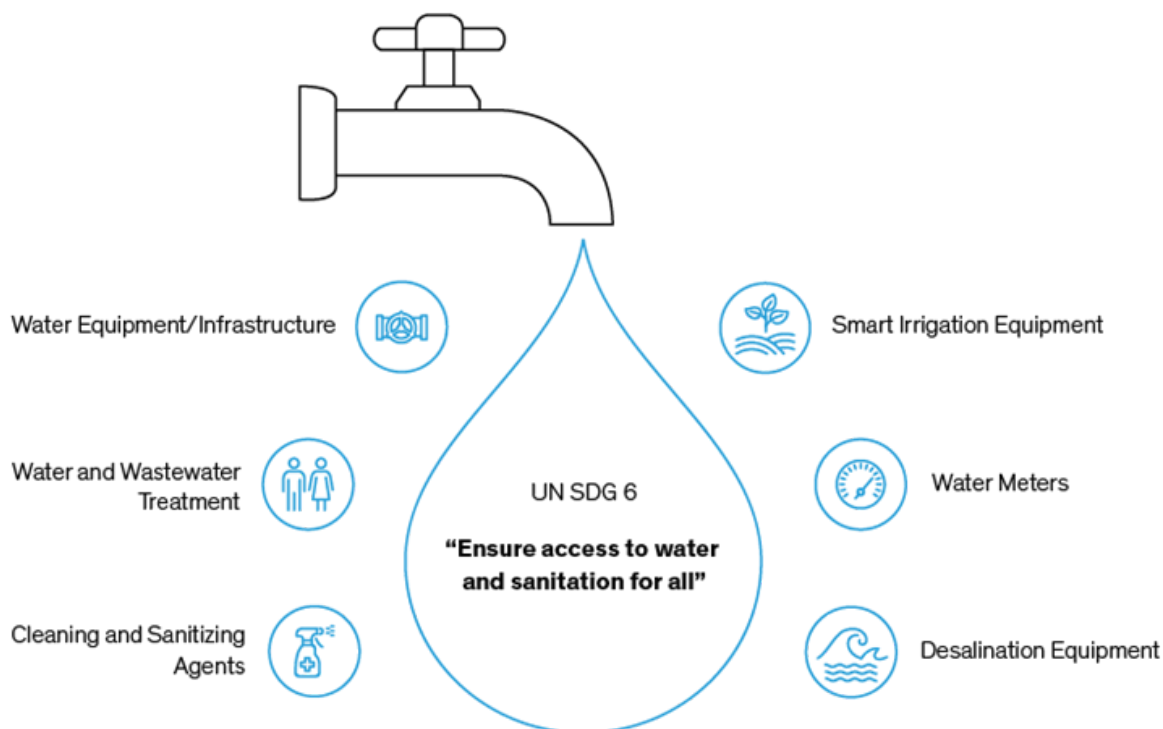 Water Equipment/Infrastructure
Smart Irrigation Equipment
Water and Wastewater
Treatment
Water Meters
UN SDG 6
“Ensure access to water
and sanitation for all”
Cleaning and Sanitizing
Agents
Desalination Equipment